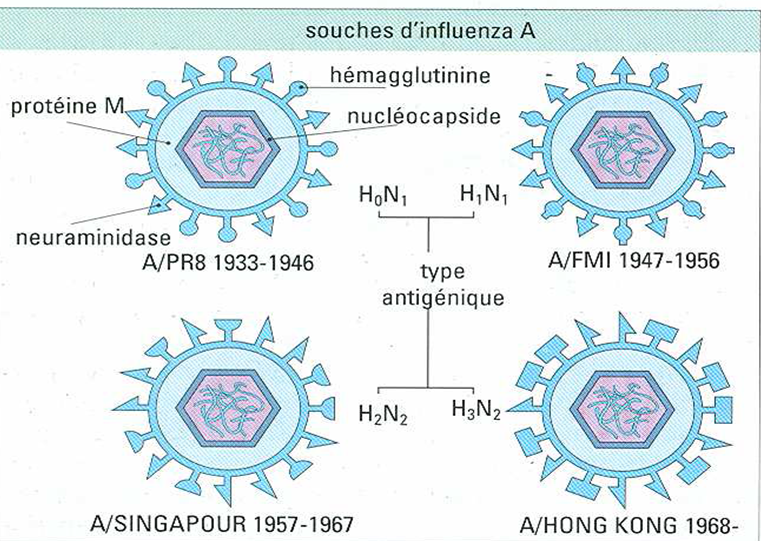 souches d'influenza A
hémagglutinine
protéine M
nucléocapside
H₀N₁
H₁N₁
neuraminidase
A/PR8 1933-1946
A/FMI 1947-1956
type
antigénique
H₂N₂
H₃N₂
A/SINGAPOUR 1957-1967
A/HONG KONG 1968-